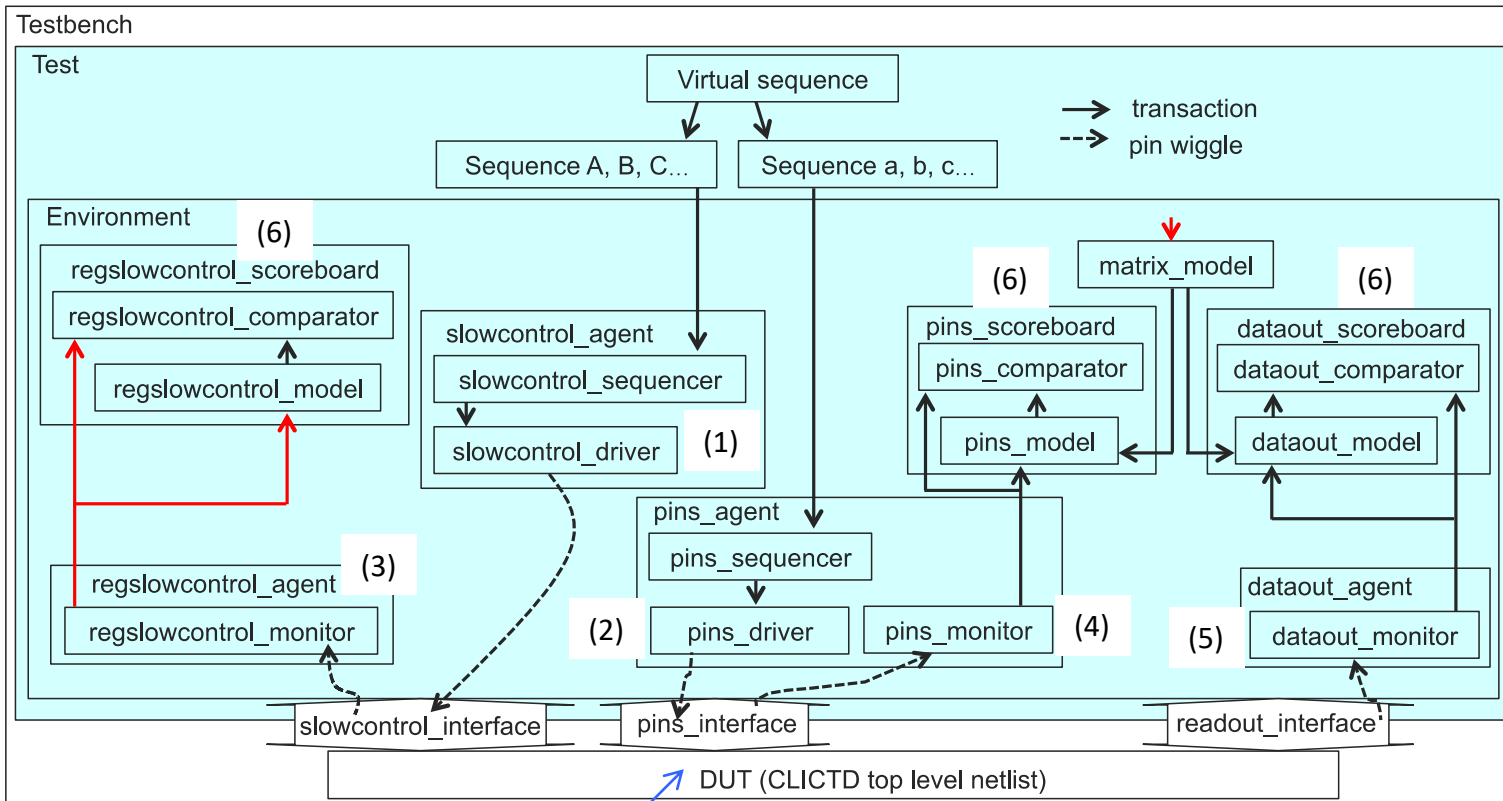 Testbench
Test
Virtual sequence
transaction
pin wiggle
Sequence A, B, C...
Sequence a, b, c...
Environment
(6)
regslowcontrol_scoreboard
regslowcontrol_comparator
regslowcontrol_model
slowcontrol_agent
slowcontrol_sequencer
slowcontrol_driver
(1)
(6)
pins_scoreboard
pins_comparator
pins_model
matrix_model
(6)
dataout_scoreboard
dataout_comparator
dataout_model
(3)
regslowcontrol_agent
regslowcontrol_monitor
pins_agent
pins_sequencer
(2)
pins_driver
pins_monitor
(4)
dataout_agent
(5)
dataout_monitor
slowcontrol_interface
pins_interface
readout_interface
DUT (CLICTD top level netlist)